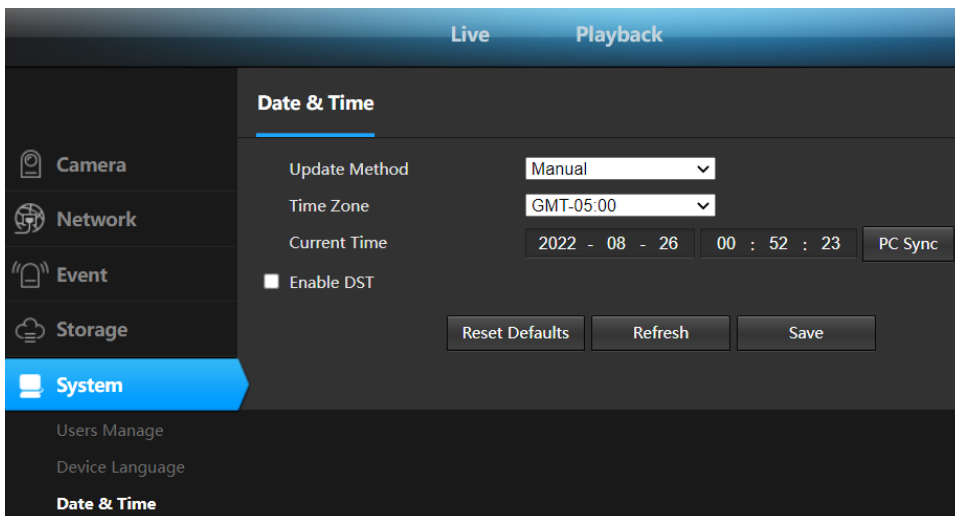 Live Playback
Date & Time
Camera
Network
Event
Storage
System
Users Manage
Device Language
Date & Time
Update Method Manual
Time Zone GMT-05:00
Current Time 2022 - 08 - 26 00 : 52 : 23 PC Sync
Enable DST
Reset Defaults Refresh Save